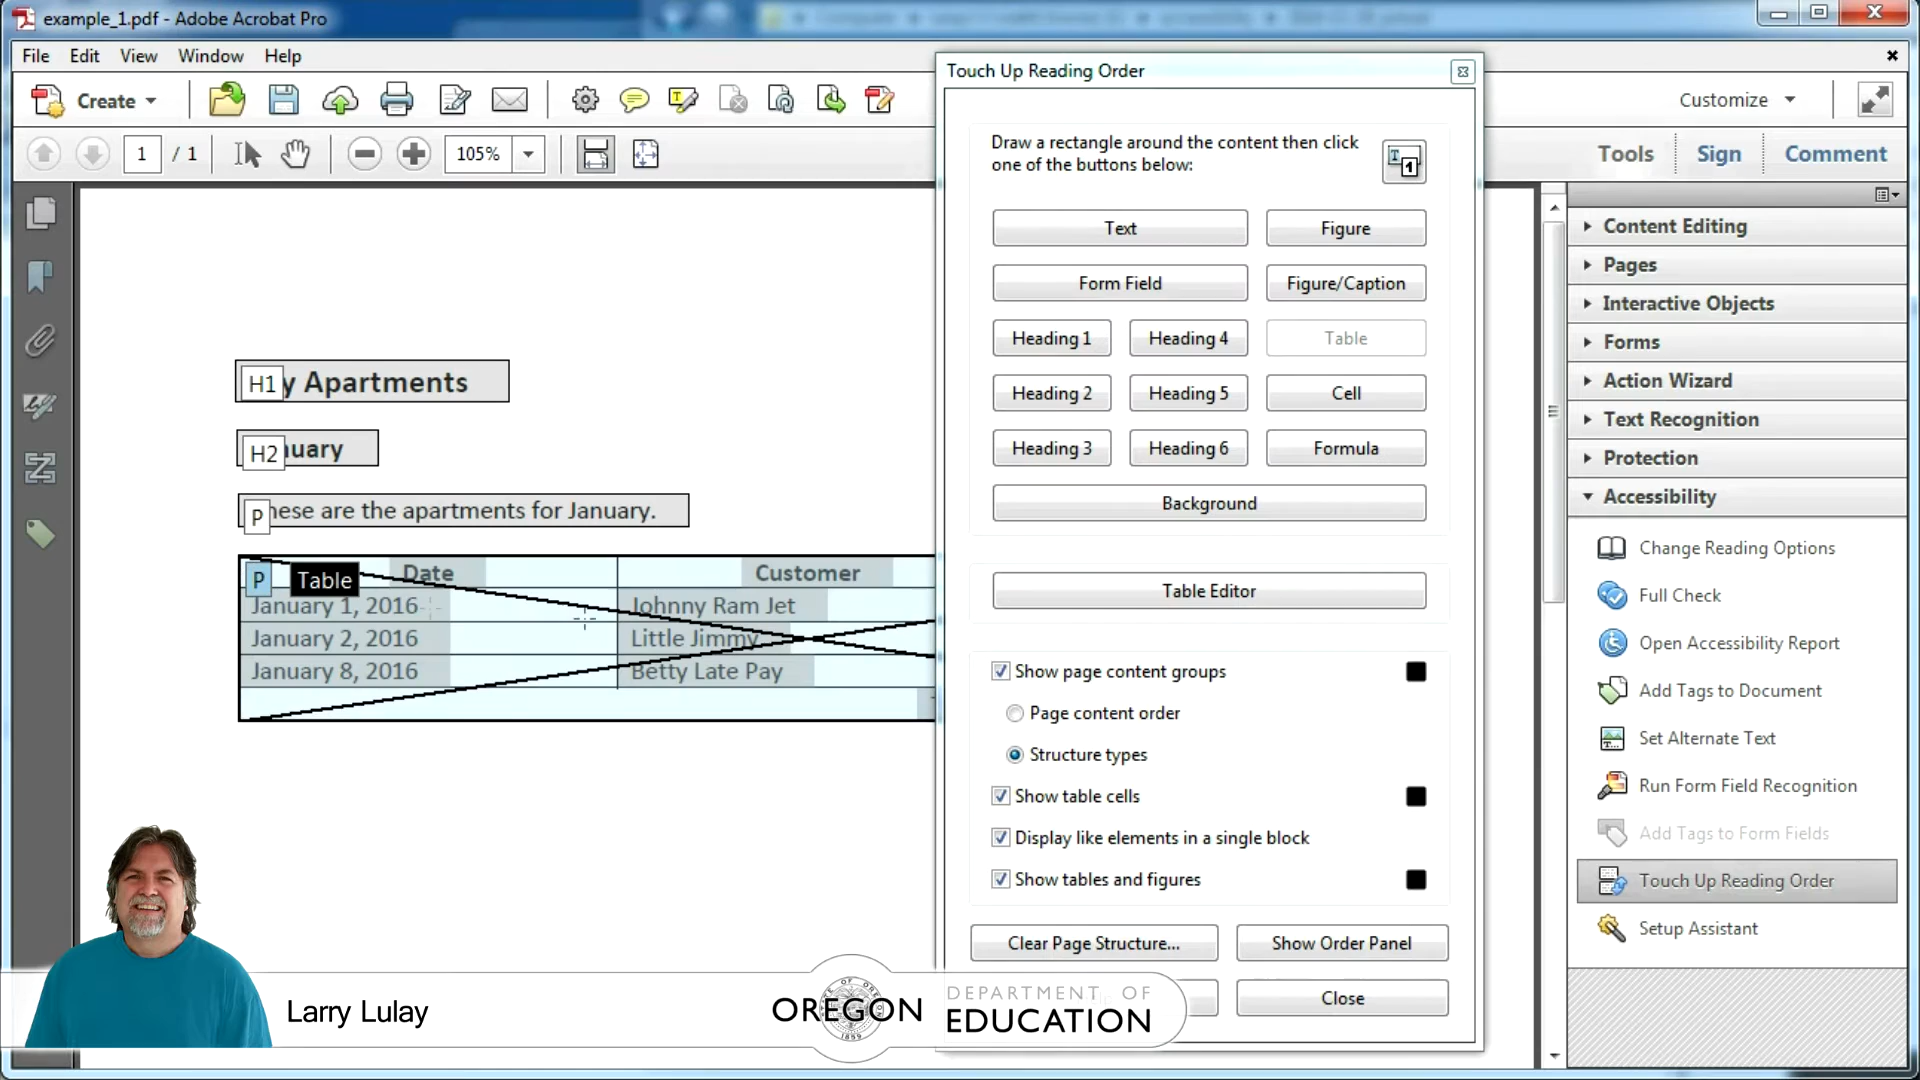 example_1.pdf - Adobe Acrobat Pro
File Edit View Window Help
Create
Customize
1 / 1
105%
Tools Sign Comment
Touch Up Reading Order
Draw a rectangle around the content then click
one of the buttons below:
Text Figure
Form Field Figure/Caption
Heading 1 Heading 4 Table
Heading 2 Heading 5 Cell
Heading 3 Heading 6 Formula
Background
Table Editor
Show page content groups
Page content order
Structure types
Show table cells
Display like elements in a single block
Show tables and figures
Clear Page Structure... Show Order Panel
Close
H1 y Apartments
H2 nuary
P hese are the apartments for January.
P Table Date Customer
January 1, 2016 Johnny Ram Jet
January 2, 2016 Little Jimmy
January 8, 2016 Betty Late Pay
Content Editing
Pages
Interactive Objects
Forms
Action Wizard
Text Recognition
Protection
Accessibility
Change Reading Options
Full Check
Open Accessibility Report
Add Tags to Document
Set Alternate Text
Run Form Field Recognition
Add Tags to Form Fields
Touch Up Reading Order
Setup Assistant
Larry Lulay
OREGON DEPARTMENT OF
EDUCATION